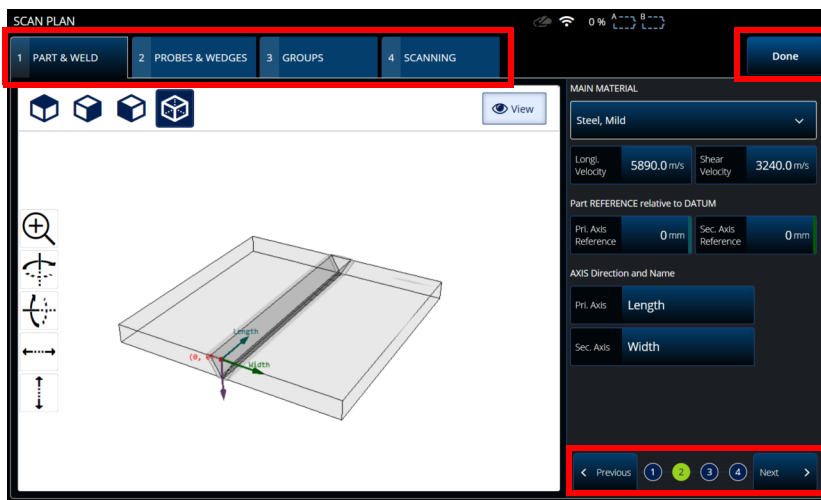 SCAN PLAN
0 % A B
1 PART & WELD 2 PROBES & WEDGES 3 GROUPS 4 SCANNING Done
View
MAIN MATERIAL
Steel, Mild
Longi. Velocity 5890.0 m/s Shear Velocity 3240.0 m/s
Part REFERENCE relative to DATUM
Pri. Axis Reference 0 mm Sec. Axis Reference 0 mm
AXIS Direction and Name
Pri. Axis Length
Sec. Axis Width
Length
(0, 
Width
Previous 1 2 3 4 Next